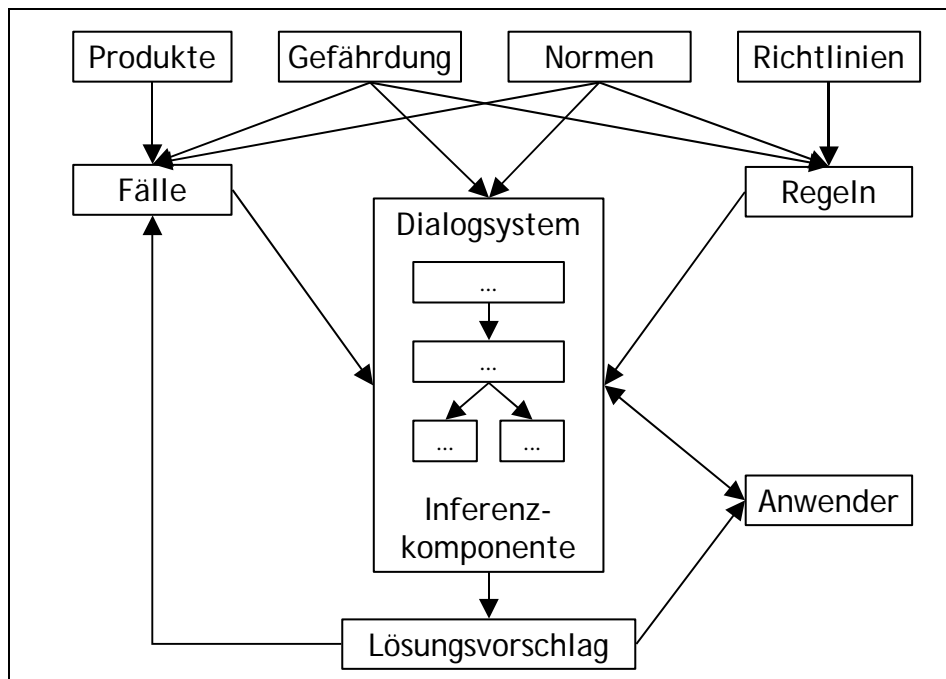 Produkte
Gefährdung
Normen
Richtlinien
Fälle
Regeln
Dialogsystem
...
...
...
...
Inferenz-
komponente
Anwender
Lösungsvorschlag